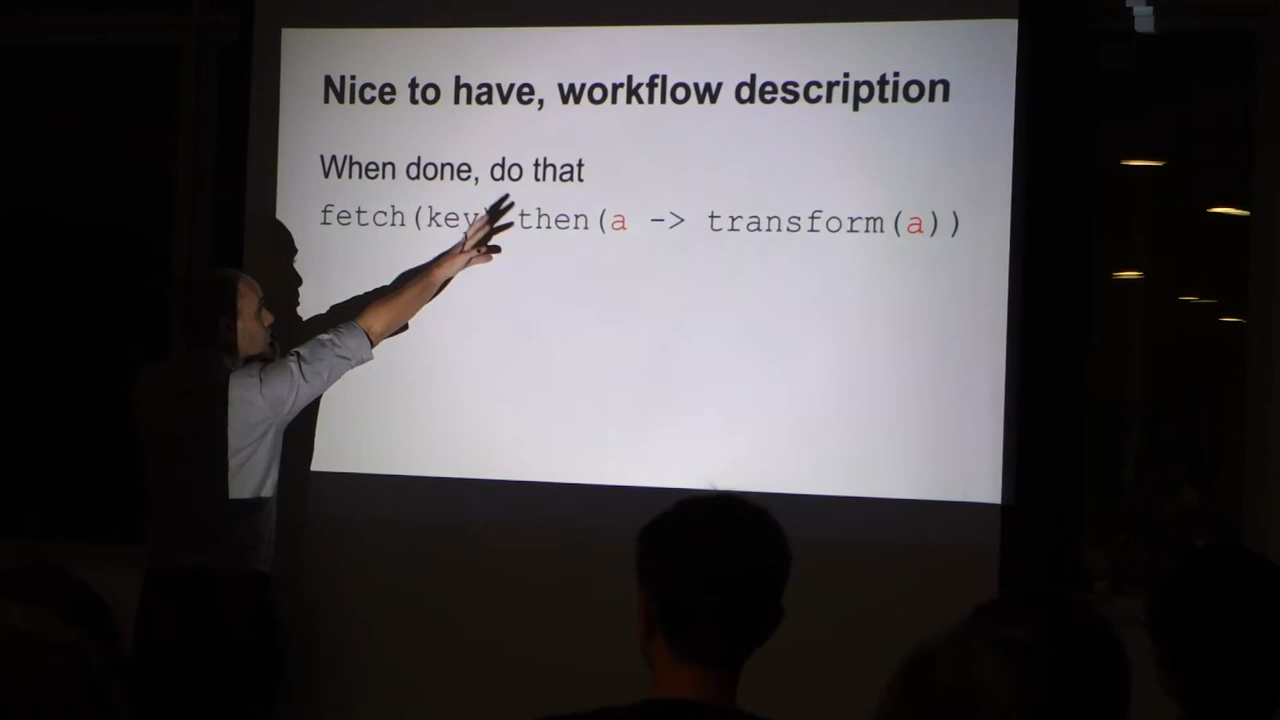 Nice to have, workflow description
When done, do that
fetch(key) then(a -> transform(a))